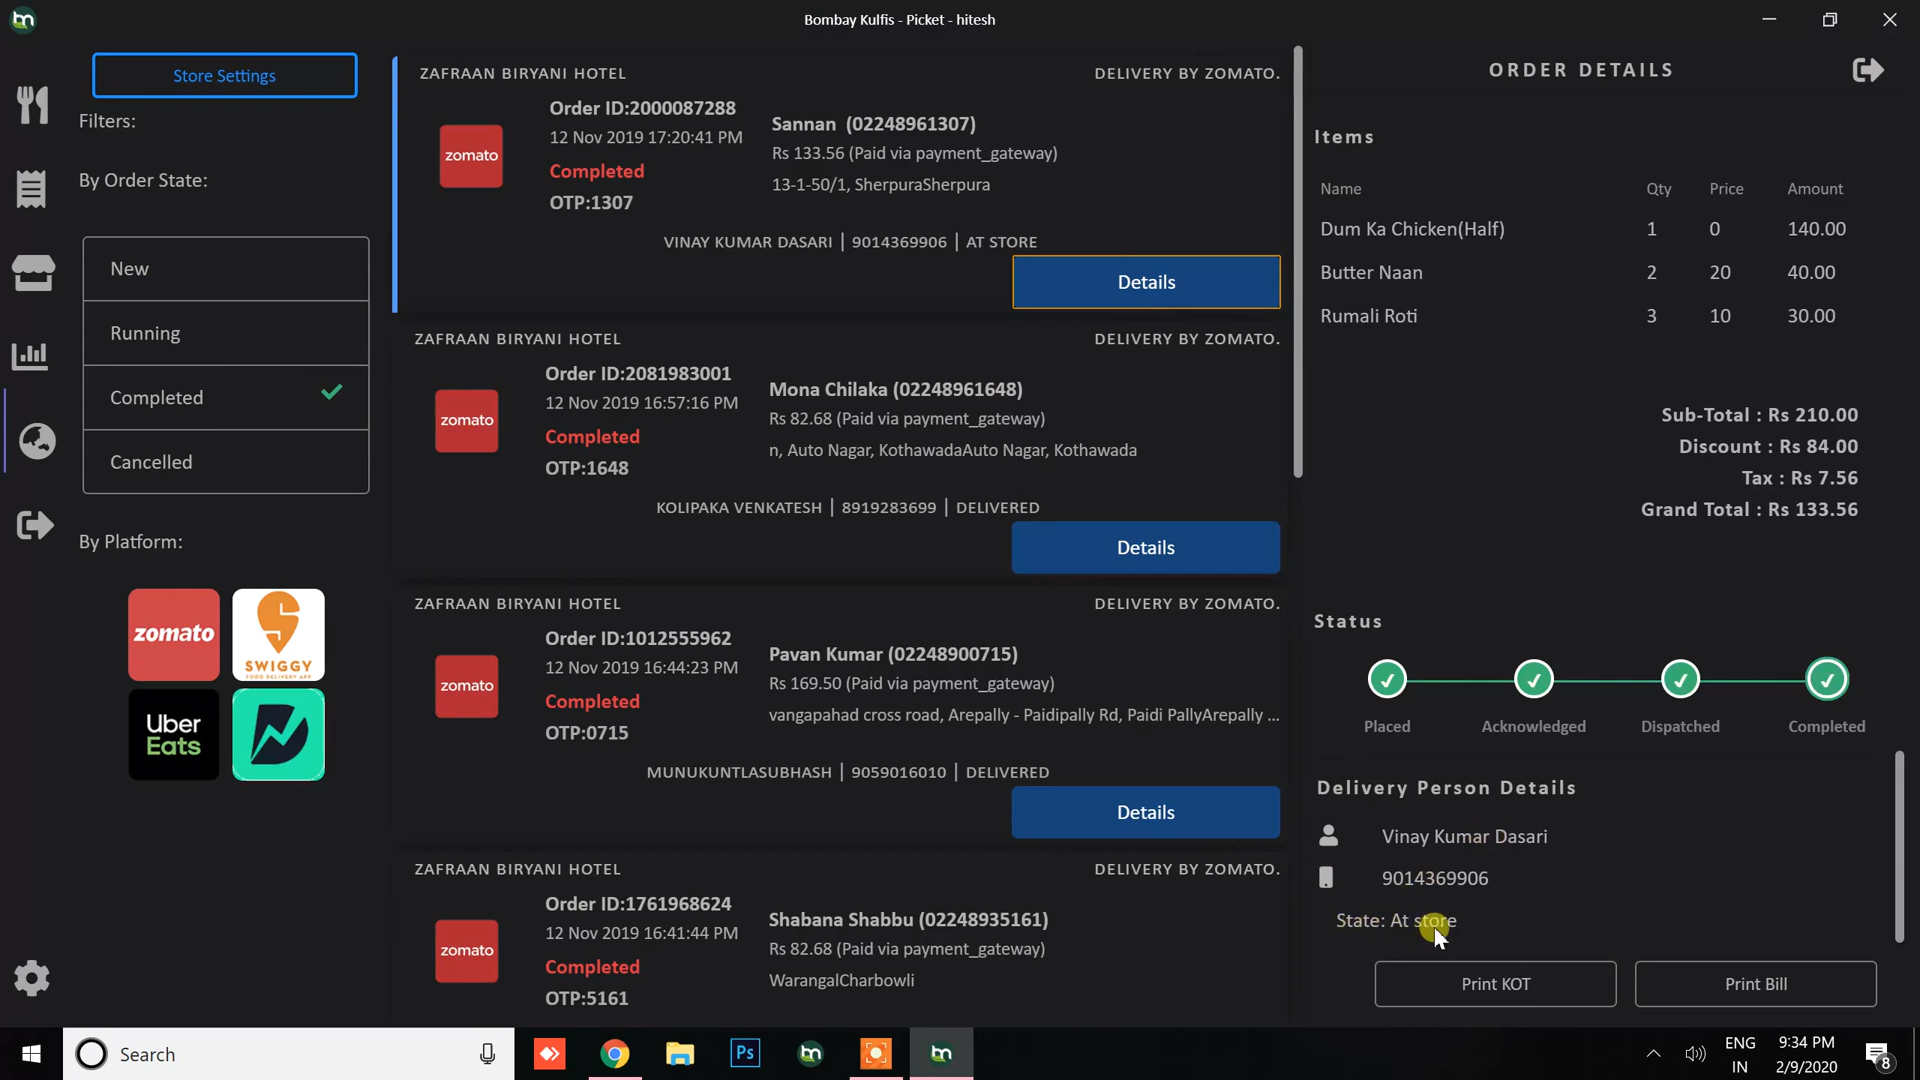 Bombay Kulfis - Picket - hitesh
Store Settings
Filters:
By Order State:
New
Running
Completed
Cancelled
By Platform:
zomato
SWIGGY
FOOD DELIVERY APP
Uber
Eats
ZAFRAAN BIRYANI HOTEL
DELIVERY BY ZOMATO.
zomato
Order ID:2000087288
12 Nov 2019 17:20:41 PM
Completed
OTP:1307
Sannan (02248961307)
Rs 133.56 (Paid via payment_gateway)
13-1-50/1, SherpuraSherpura
VINAY KUMAR DASARI | 9014369906 | AT STORE
Details
ZAFRAAN BIRYANI HOTEL
DELIVERY BY ZOMATO.
zomato
Order ID:2081983001
12 Nov 2019 16:57:16 PM
Completed
OTP:1648
Mona Chilaka (02248961648)
Rs 82.68 (Paid via payment_gateway)
n, Auto Nagar, KothawadaAuto Nagar, Kothawada
KOLIPAKA VENKATESH | 8919283699 | DELIVERED
Details
ZAFRAAN BIRYANI HOTEL
DELIVERY BY ZOMATO.
zomato
Order ID:1012555962
12 Nov 2019 16:44:23 PM
Completed
OTP:0715
Pavan Kumar (02248900715)
Rs 169.50 (Paid via payment_gateway)
vangapahad cross road, Arepally - Paidipally Rd, Paidi PallyArepally ...
MUNUKUNTLASUBHASH | 9059016010 | DELIVERED
Details
ZAFRAAN BIRYANI HOTEL
DELIVERY BY ZOMATO.
zomato
Order ID:1761968624
12 Nov 2019 16:41:44 PM
Completed
OTP:5161
Shabana Shabbu (02248935161)
Rs 82.68 (Paid via payment_gateway)
WarangalCharbowli
ORDER DETAILS
Items
Name Qty Price Amount
Dum Ka Chicken(Half) 1 0 140.00
Butter Naan 2 20 40.00
Rumali Roti 3 10 30.00
Sub-Total : Rs 210.00
Discount : Rs 84.00
Tax : Rs 7.56
Grand Total : Rs 133.56
Status
Placed Acknowledged Dispatched Completed
Delivery Person Details
Vinay Kumar Dasari
9014369906
State: At store
Print KOT
Print Bill
Search
Ps
ENG
IN
9:34 PM
2/9/2020
8